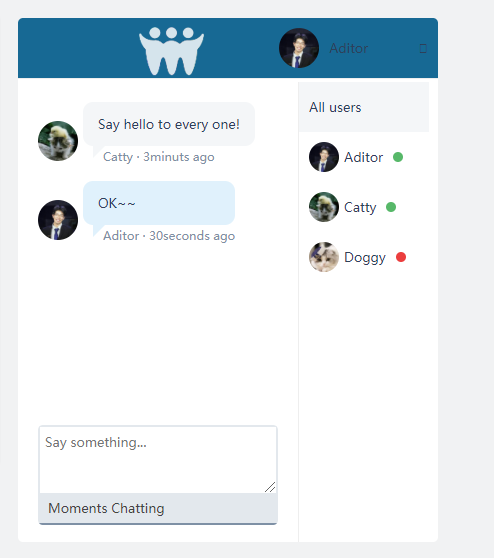 Aditor
Say hello to every one!
Catty · 3minuts ago
OK~~
Aditor · 30seconds ago
All users
Aditor
Catty
Doggy
Say something...
Moments Chatting